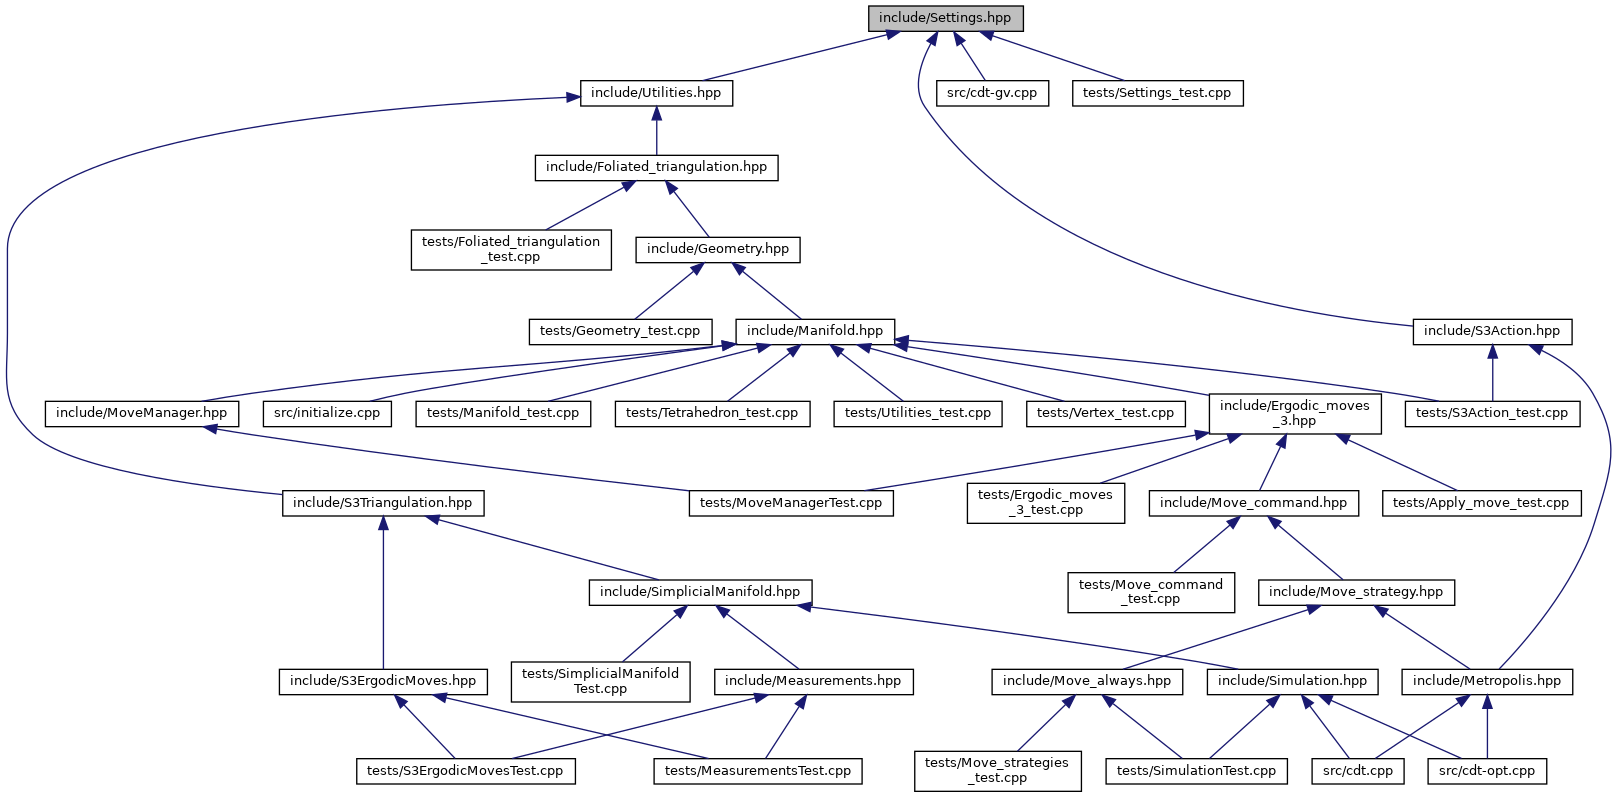 include/Settings.hpp
include/Utilities.hpp
src/cdt-gv.cpp
tests/Settings_test.cpp
include/Foliated_triangulation.hpp
tests/Foliated_triangulation
_test.cpp
include/Geometry.hpp
tests/Geometry_test.cpp
include/Manifold.hpp
include/S3Action.hpp
include/MoveManager.hpp
src/initialize.cpp
tests/Manifold_test.cpp
tests/Tetrahedron_test.cpp
tests/Utilities_test.cpp
tests/Vertex_test.cpp
include/Ergodic_moves
_3.hpp
tests/S3Action_test.cpp
include/S3Triangulation.hpp
tests/MoveManagerTest.cpp
tests/Ergodic_moves
_3_test.cpp
include/Move_command.hpp
tests/Apply_move_test.cpp
include/SimplicialManifold.hpp
tests/Move_command
_test.cpp
include/Move_strategy.hpp
include/S3ErgodicMoves.hpp
tests/SimplicialManifold
Test.cpp
include/Measurements.hpp
include/Move_always.hpp
include/Simulation.hpp
include/Metropolis.hpp
tests/S3ErgodicMovesTest.cpp
tests/MeasurementsTest.cpp
tests/Move_strategies
_test.cpp
tests/SimulationTest.cpp
src/cdt.cpp
src/cdt-opt.cpp